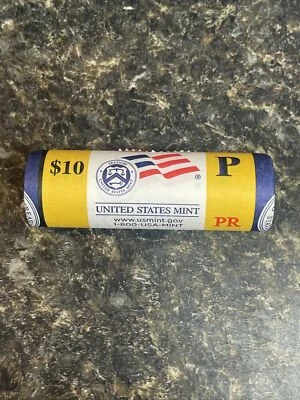 $10
P
®
UNITED STATES MINT
www.usmint.gov
1-800-USA-MINT
PR